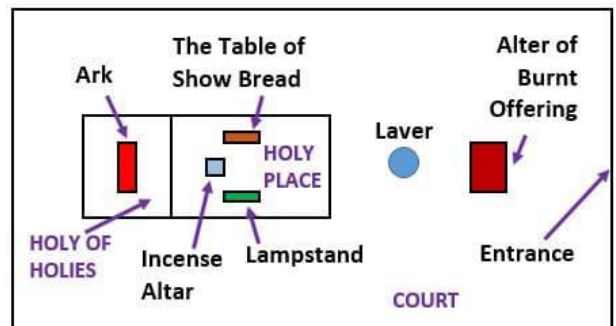 The Table of
Show Bread
Ark
Alter of
Burnt
Offering
Laver
HOLY
PLACE
HOLY OF
HOLIES
Incense
Altar
Lampstand
Entrance
COURT